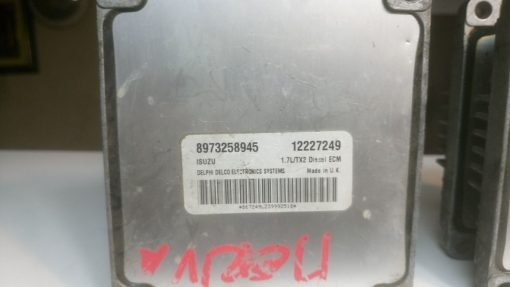 8973258945 12227249
ISUZU 1.7L/TX2 Diesel ECM
DELPHI DELCO ELECTRONICS SYSTEMS Made in U.K